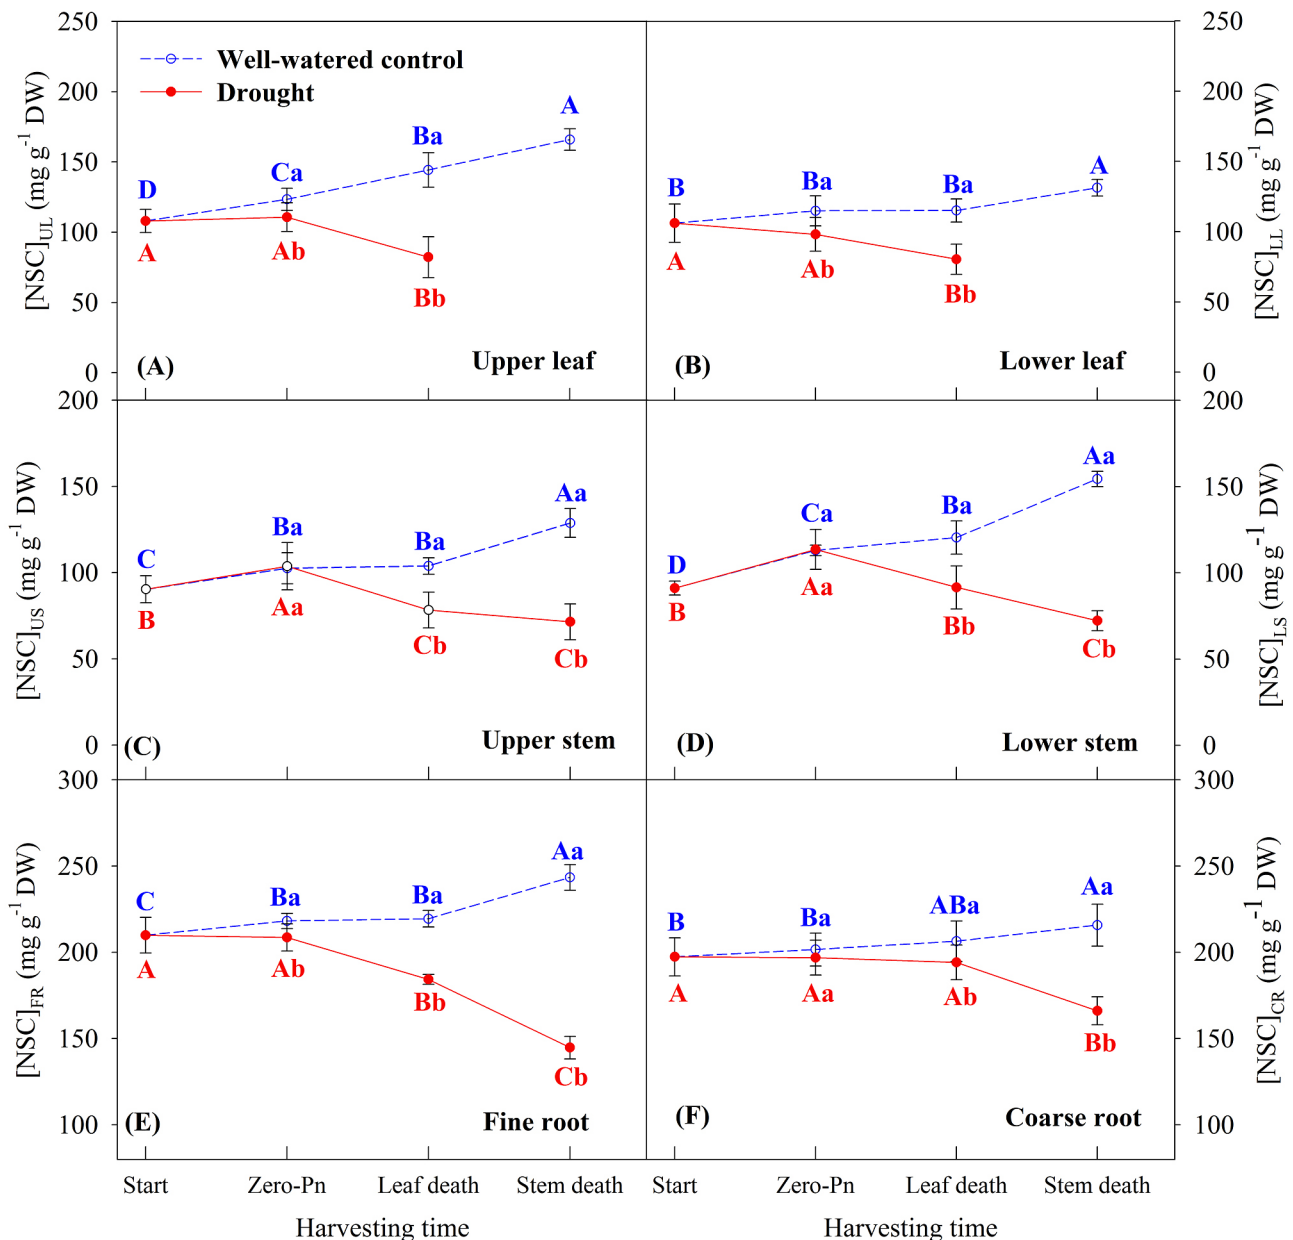 Well-watered control
Drought
250
200
150
100
50
0
[NSC]UL (mg g-1 DW)
D
Ca
Ba
A
A
Ab
Bb
(A)
Upper leaf
B
Ba
Ba
A
A
Ab
Bb
(B)
Lower leaf
250
200
150
100
50
0
[NSC]LL (mg g-1 DW)
200
150
100
50
0
[NSC]US (mg g-1 DW)
C
Ba
Ba
Aa
B
Aa
Cb
Cb
(C)
Upper stem
D
Ca
Ba
Aa
B
Aa
Bb
Cb
(D)
Lower stem
200
150
100
50
0
[NSC]LS (mg g-1 DW)
300
250
200
150
100
[NSC]FR (mg g-1 DW)
C
Ba
Ba
Aa
A
Ab
Bb
Cb
(E)
Fine root
B
Ba
ABa
Aa
A
Aa
Ab
Bb
(F)
Coarse root
300
250
200
150
100
[NSC]CR (mg g-1 DW)
Start Zero-Pn Leaf death Stem death
Start Zero-Pn Leaf death Stem death
Harvesting time
Harvesting time